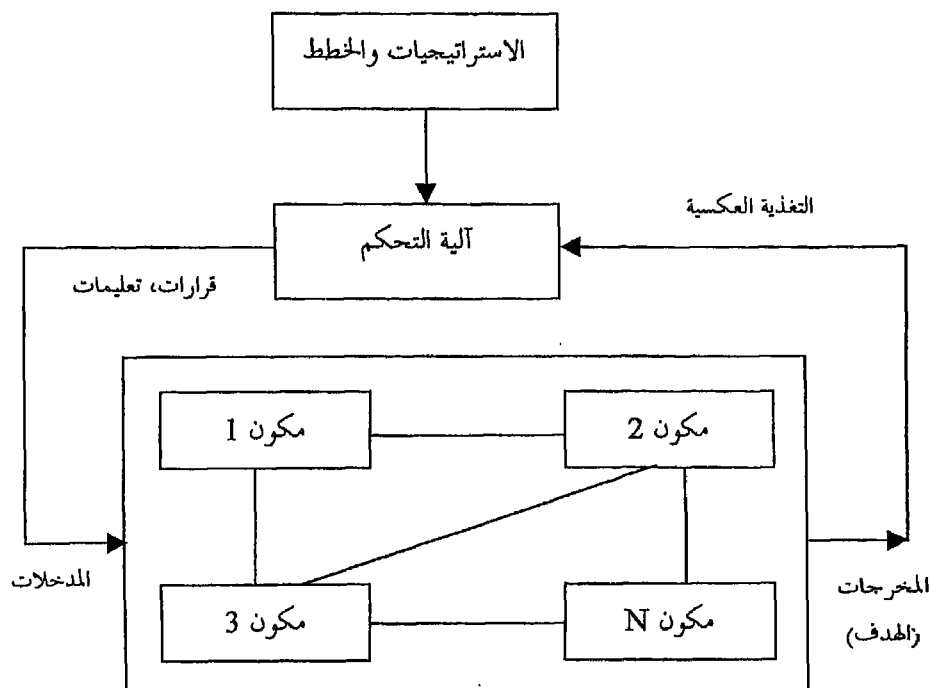 الاستراتيجيات والخطط
التغذية العكسية
آلية التحكم
قرارات، تعليمات
مكون 1
مكون 2
المدخلات
المخرجات
(الهدف)
مكون 3
مكون N